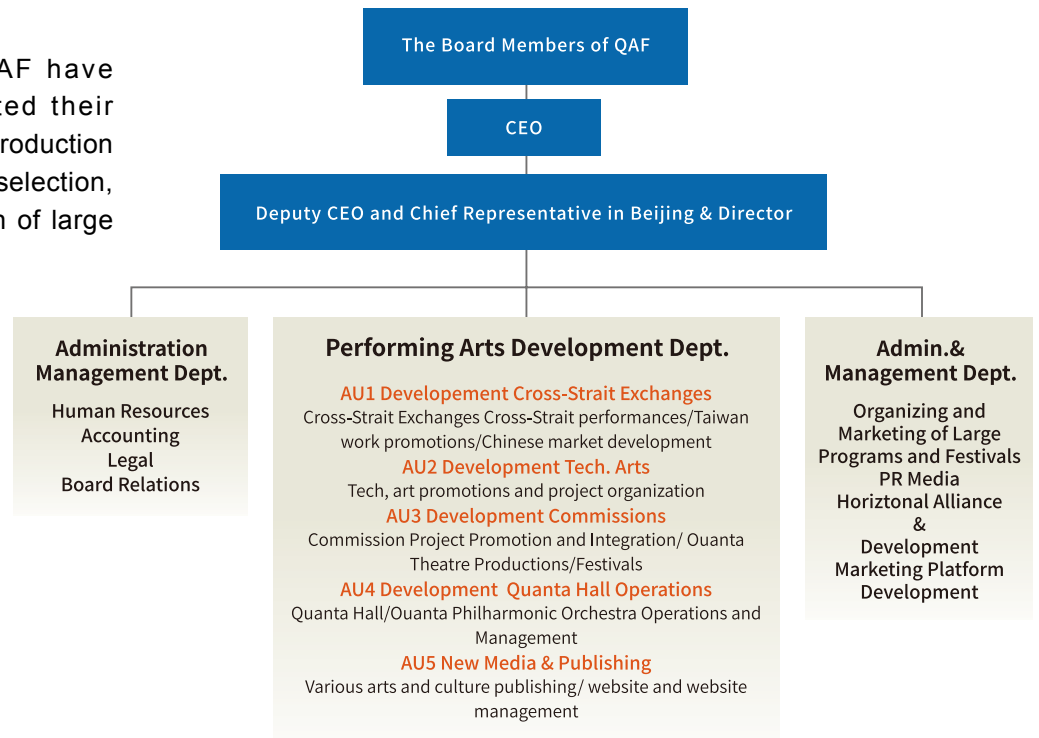 AF have
ted their
roduction
selection,
n of large
The Board Members of QAF
CEO
Deputy CEO and Chief Representative in Beijing & Director
Administration
Management Dept.
Human Resources
Accounting
Legal
Board Relations
Performing Arts Development Dept.
AU1 Developement Cross-Strait Exchanges
Cross-Strait Exchanges Cross-Strait performances/Taiwan
work promotions/Chinese market development
AU2 Development Tech. Arts
Tech, art promotions and project organization
AU3 Development Commissions
Commission Project Promotion and Integration/ Ouanta
Theatre Productions/Festivals
AU4 Development Quanta Hall Operations
Quanta Hall/Ouanta Philharmonic Orchestra Operations and
Management
AU5 New Media & Publishing
Various arts and culture publishing/ website and website
management
Admin.&
Management Dept.
Organizing and
Marketing of Large
Programs and Festivals
PR Media
Horiztonal Alliance
&
Development
Marketing Platform
Development